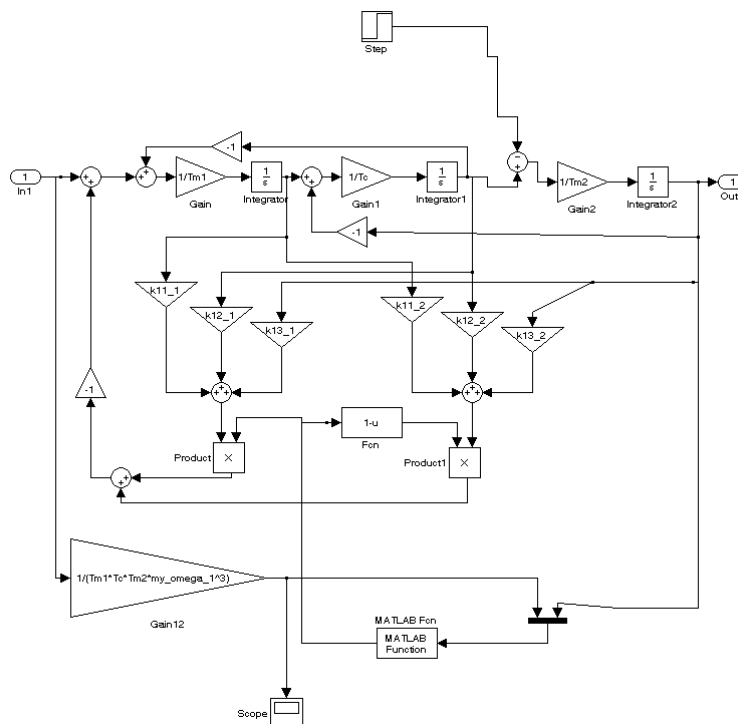 Step
-1
1
In1
+
+
+
+
1/Tm1
Gain
1
s
Integrator
+
+
1/Tc
Gain1
1
s
Integrator1
-
+
1/Tm2
Gain2
1
s
Integrator2
1
Out
-1
k11_1
k12_1
k13_1
k11_2
k12_2
k13_2
-1
+
+
+
+
+
+
1-u
Fcn
Product
×
Product1
×
+
+
1/(Tm1*Tc*Tm2*my_omega_1^3)
Gain12
MATLAB Fcn
MATLAB
Function
Scope